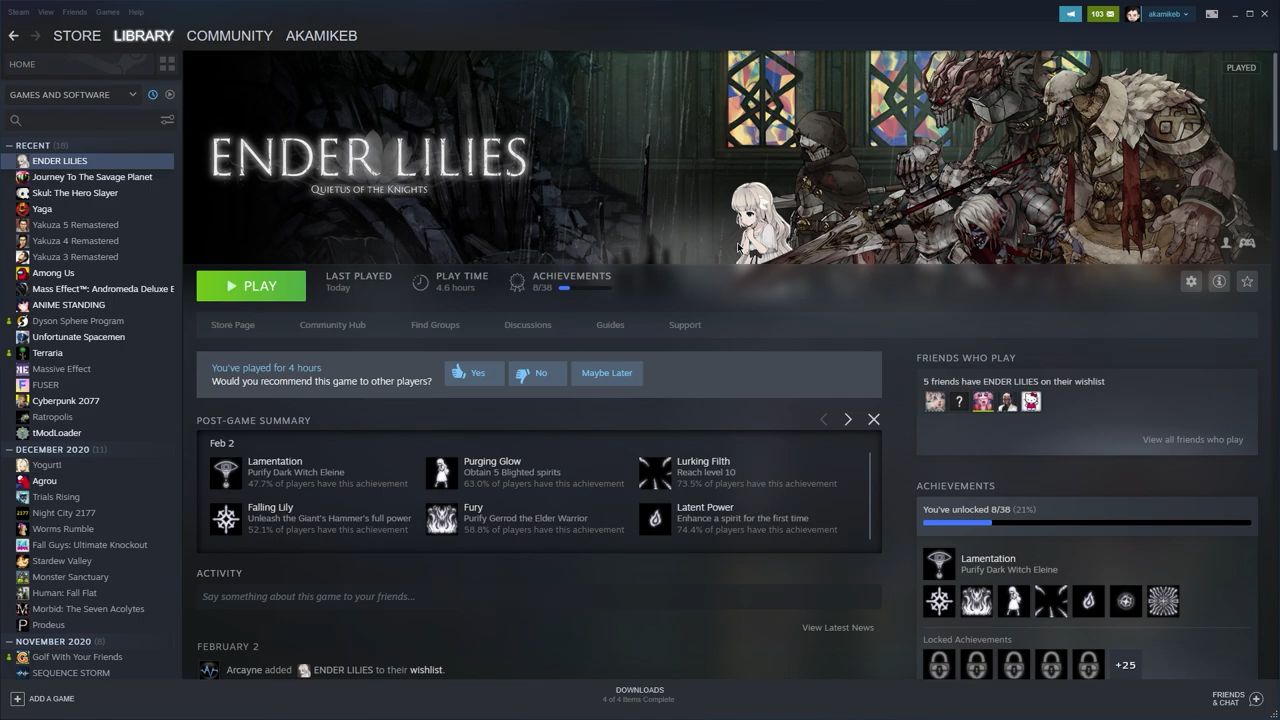 Steam View Friends Games Help
103 akamikeb
STORE LIBRARY COMMUNITY AKAMIKEB
HOME
GAMES AND SOFTWARE
RECENT (18)
ENDER LILIES
Journey To The Savage Planet
Skul: The Hero Slayer
Yaga
Yakuza 5 Remastered
Yakuza 4 Remastered
Yakuza 3 Remastered
Among Us
Mass Effect™: Andromeda Deluxe E
ANIME STANDING
Dyson Sphere Program
Unfortunate Spacemen
Terraria
Massive Effect
FUSER
Cyberpunk 2077
Ratropolis
tModLoader
DECEMBER 2020 (11)
Yogurt!
Agrou
Trials Rising
Night City 2177
Worms Rumble
Fall Guys: Ultimate Knockout
Stardew Valley
Monster Sanctuary
Human: Fall Flat
Morbid: The Seven Acolytes
Prodeus
NOVEMBER 2020 (8)
Golf With Your Friends
SEQUENCE STORM
ADD A GAME
PLAYED
ENDER LILIES
QUIETUS OF THE KNIGHTS
PLAY
LAST PLAYED
Today
PLAY TIME
4.6 hours
ACHIEVEMENTS
8/38
Store Page Community Hub Find Groups Discussions Guides Support
You've played for 4 hours
Would you recommend this game to other players?
Yes No Maybe Later
POST-GAME SUMMARY
Feb 2
Lamentation
Purify Dark Witch Eleine
47.7% of players have this achievement
Purging Glow
Obtain 5 Blighted spirits
63.0% of players have this achievement
Lurking Filth
Reach level 10
73.5% of players have this achievement
Falling Lily
Unleash the Giant's Hammer's full power
52.1% of players have this achievement
Fury
Purify Gerrod the Elder Warrior
58.8% of players have this achievement
Latent Power
Enhance a spirit for the first time
74.4% of players have this achievement
ACTIVITY
Say something about this game to your friends...
View Latest News
FEBRUARY 2
Arcayne added ENDER LILIES to their wishlist.
FRIENDS WHO PLAY
5 friends have ENDER LILIES on their wishlist
?
View all friends who play
ACHIEVEMENTS
You've unlocked 8/38 (21%)
Lamentation
Purify Dark Witch Eleine
Locked Achievements
+25
DOWNLOADS
4 of 4 Items Complete
FRIENDS
& CHAT